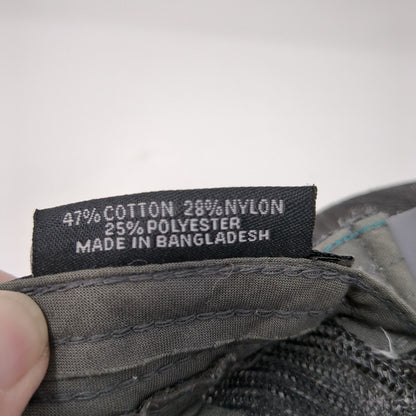 47% COTTON 28% NYLON
25% POLYESTER
MADE IN BANGLADESH